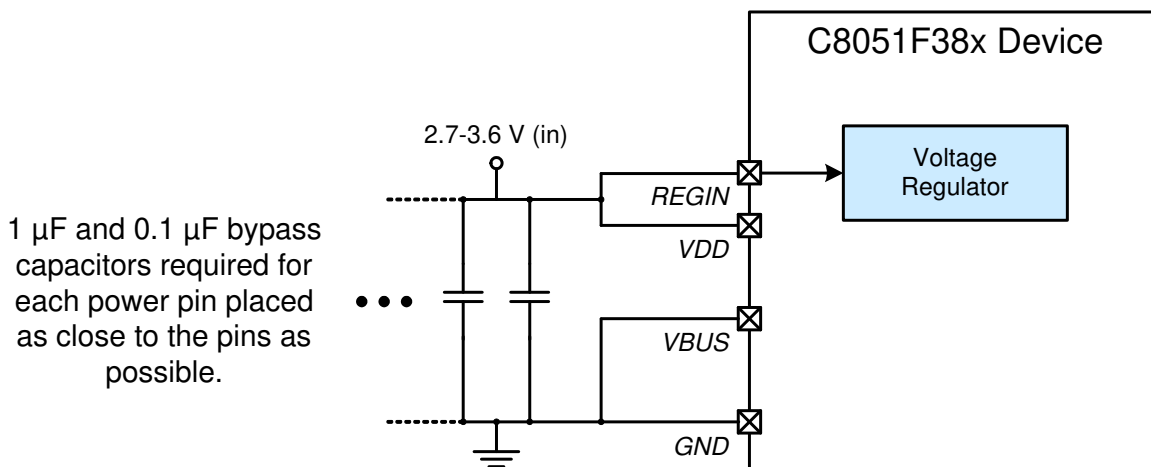 C8051F38x Device
2.7-3.6 V (in)
Voltage
Regulator
REGIN
VDD
1 µF and 0.1 µF bypass
capacitors required for
each power pin placed
as close to the pins as
possible.
VBUS
GND